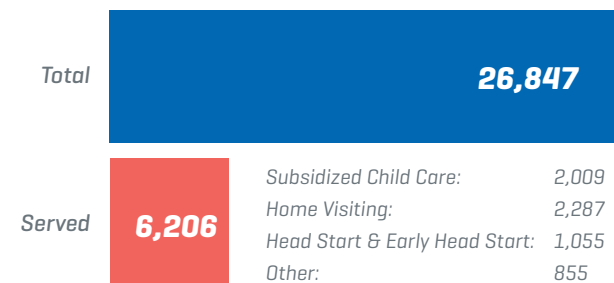 Total
26,847
Served
6,206
Subsidized Child Care: 2,009
Home Visiting: 2,287
Head Start & Early Head Start: 1,055
Other: 855